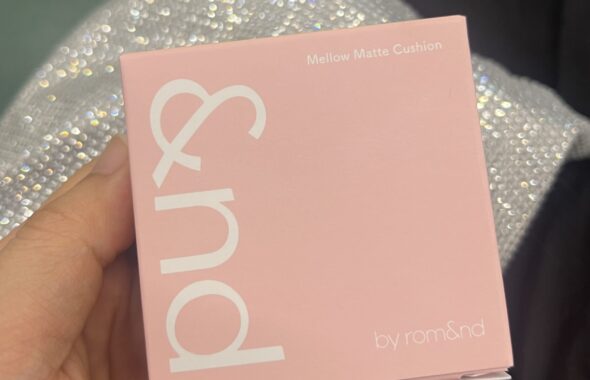 Mellow Matte Cushion
&nd
by rom&nd